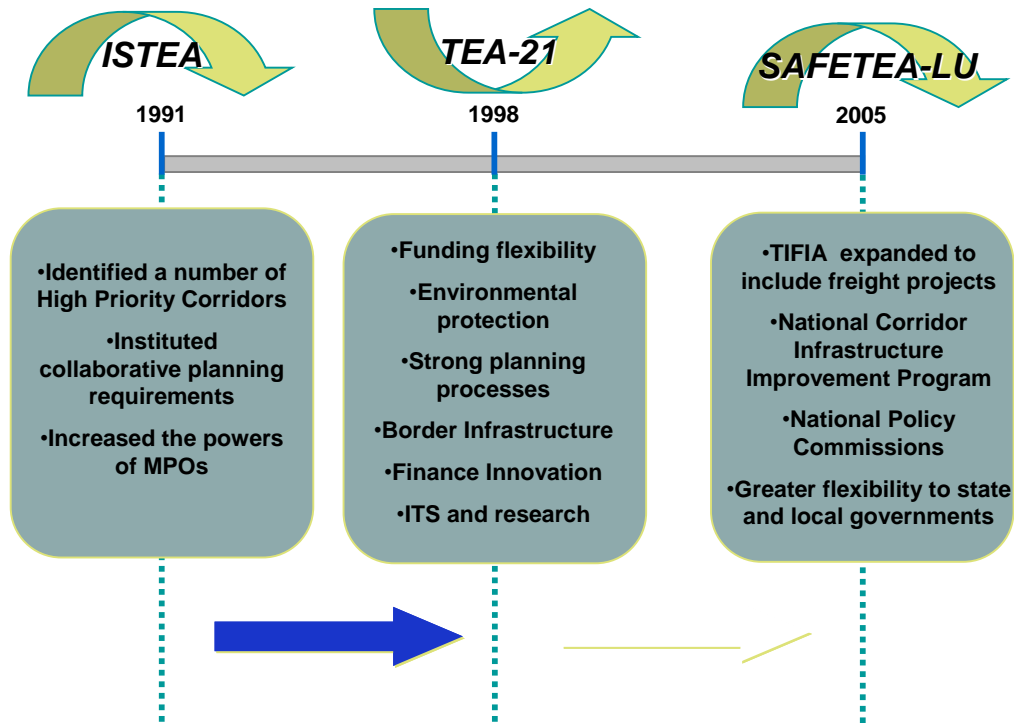 ISTEA
TEA-21
SAFETEA-LU
1991
1998
2005
•Identified a number of
High Priority Corridors
•Instituted
collaborative planning
requirements
•Increased the powers
of MPOs
•Funding flexibility
•Environmental
protection
•Strong planning
processes
•Border Infrastructure
•Finance Innovation
•ITS and research
•TIFIA expanded to
include freight projects
•National Corridor
Infrastructure
Improvement Program
•National Policy
Commissions
•Greater flexibility to state
and local governments